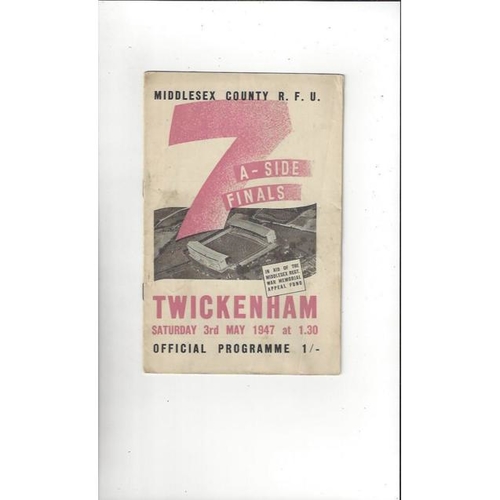 MIDDLESEX COUNTY R. F. U.
7
A-SIDE
FINALS
IN AID OF THE
MIDDLESEX REGT.
WAR MEMORIAL
APPEAL FUND
TWICKENHAM
SATURDAY 3rd MAY 1947 at 1.30
OFFICIAL PROGRAMME 1/-